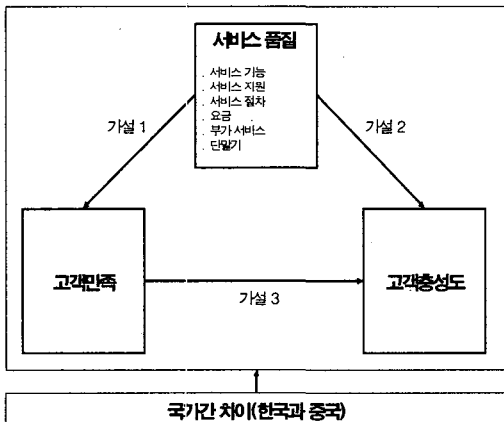 서비스 품질
. 서비스 기능
. 서비스 지원
. 서비스 절차
. 요금
. 부가 서비스
. 단말기
가설 1
가설 2
고객만족
고객충성도
가설 3
국가간 차이(한국과 중국)